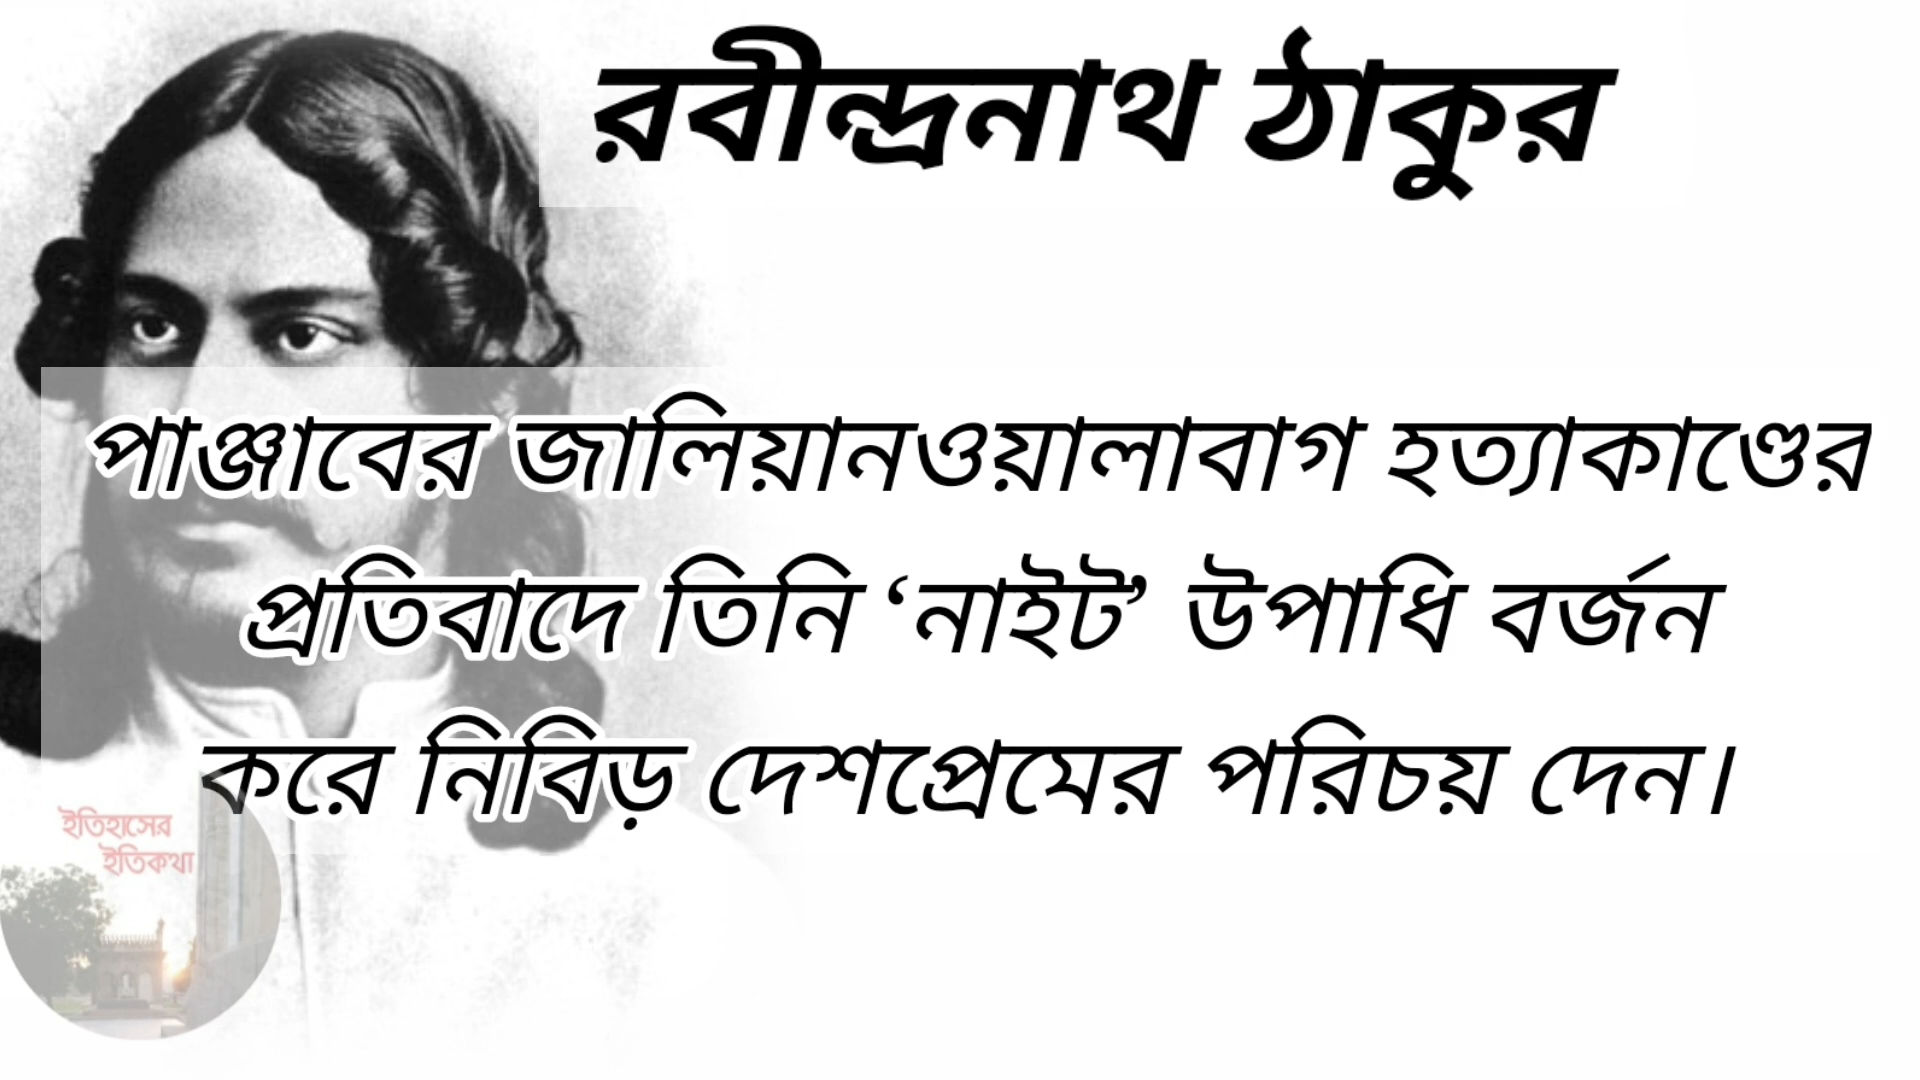 রবীন্দ্রনাথ ঠাকুর
পাঞ্জাবের জালিয়ানওয়ালাবাগ হত্যাকাণ্ডের
প্রতিবাদে তিনি ‘নাইট’ উপাধি বর্জন
করে নিবিড় দেশপ্রেমের পরিচয় দেন।
ইতিহাসের
ইতিকথা